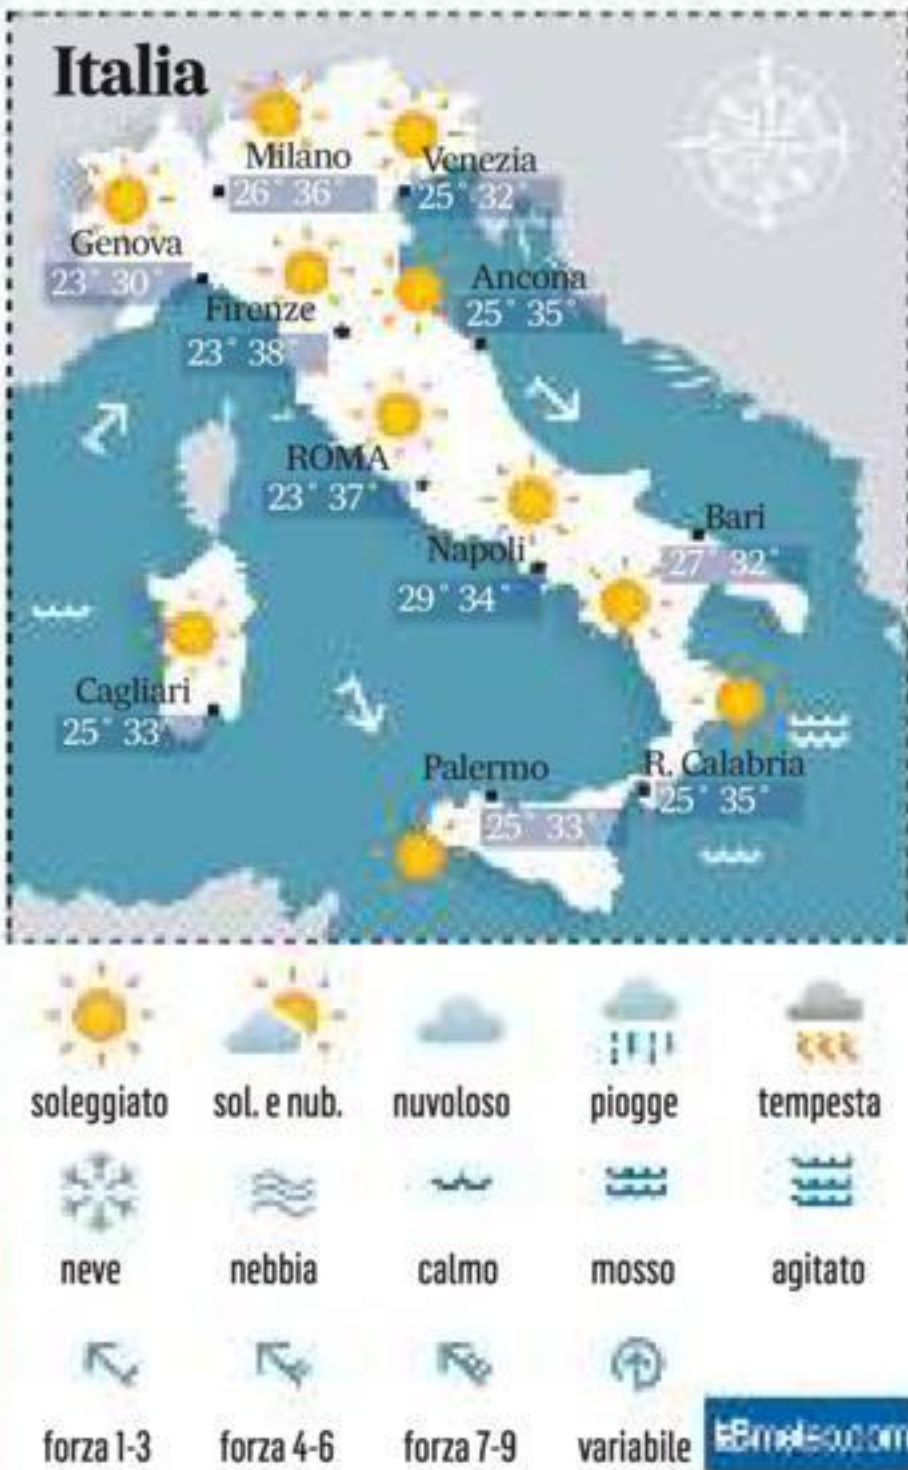 Italia
Milano
26° 36°
Venezia
25° 32°
Genova
23° 30°
Ancona
25° 35°
Firenze
23° 38°
ROMA
23° 37°
Bari
27° 32°
Napoli
29° 34°
Cagliari
25° 33°
Palermo
25° 33°
R. Calabria
25° 35°
soleggiato sol. e nub. nuvoloso piogge tempesta
neve nebbia calmo mosso agitato
forza 1-3 forza 4-6 forza 7-9 variabile